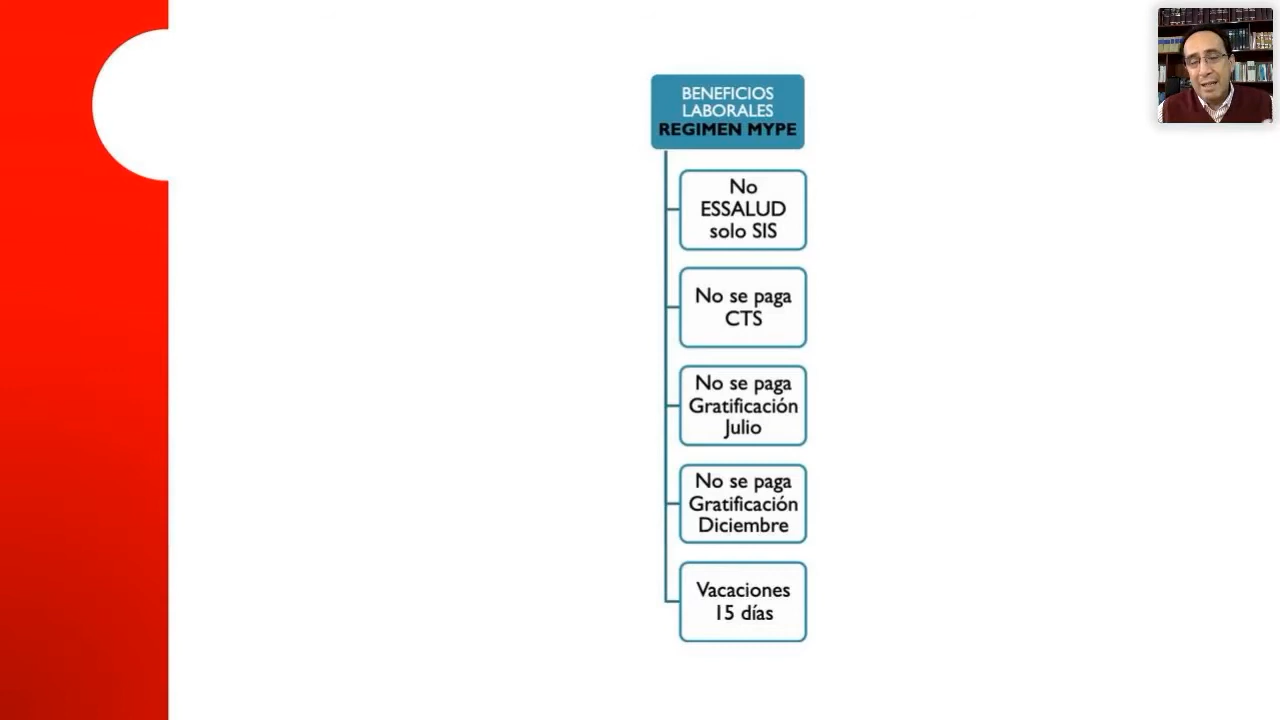 BENEFICIOS
LABORALES
REGIMEN MYPE
No
ESSALUD
solo SIS
No se paga
CTS
No se paga
Gratificación
Julio
No se paga
Gratificación
Diciembre
Vacaciones
15 días